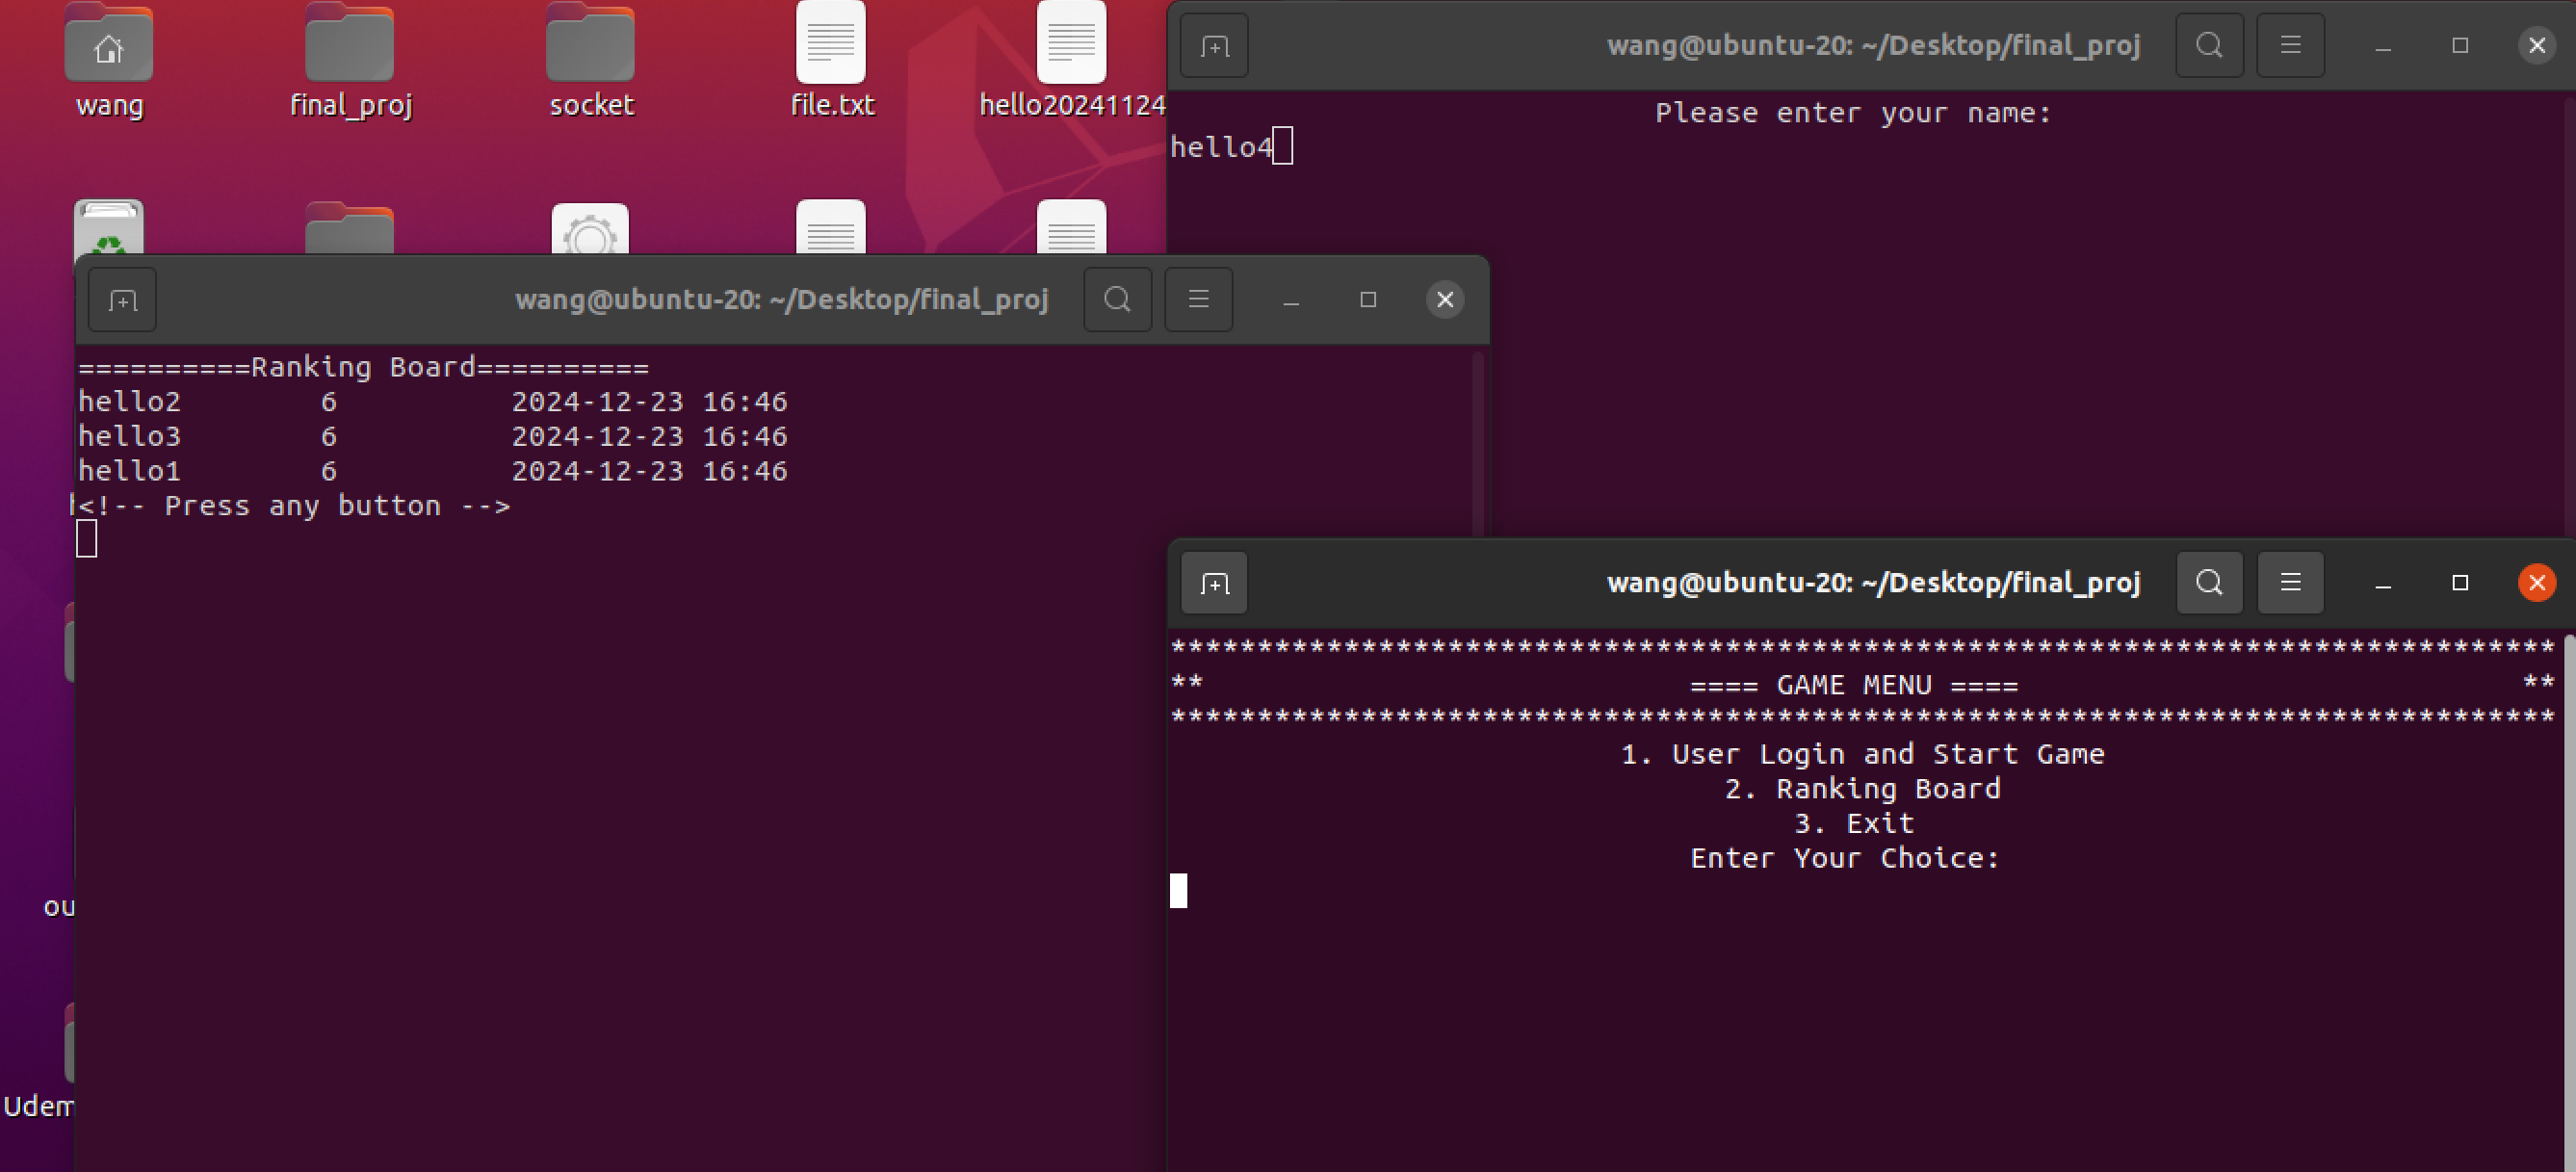 wang
final_proj
socket
file.txt
hello20241124
wang@ubuntu-20: ~/Desktop/final_proj
Please enter your name:
hello4
wang@ubuntu-20: ~/Desktop/final_proj
==========Ranking Board==========
hello2 6 2024-12-23 16:46
hello3 6 2024-12-23 16:46
hello1 6 2024-12-23 16:46
<!-- Press any button -->
wang@ubuntu-20: ~/Desktop/final_proj
********************************************************************************
** ==== GAME MENU ==== **
********************************************************************************
1. User Login and Start Game
2. Ranking Board
3. Exit
Enter Your Choice:
ou
Udem